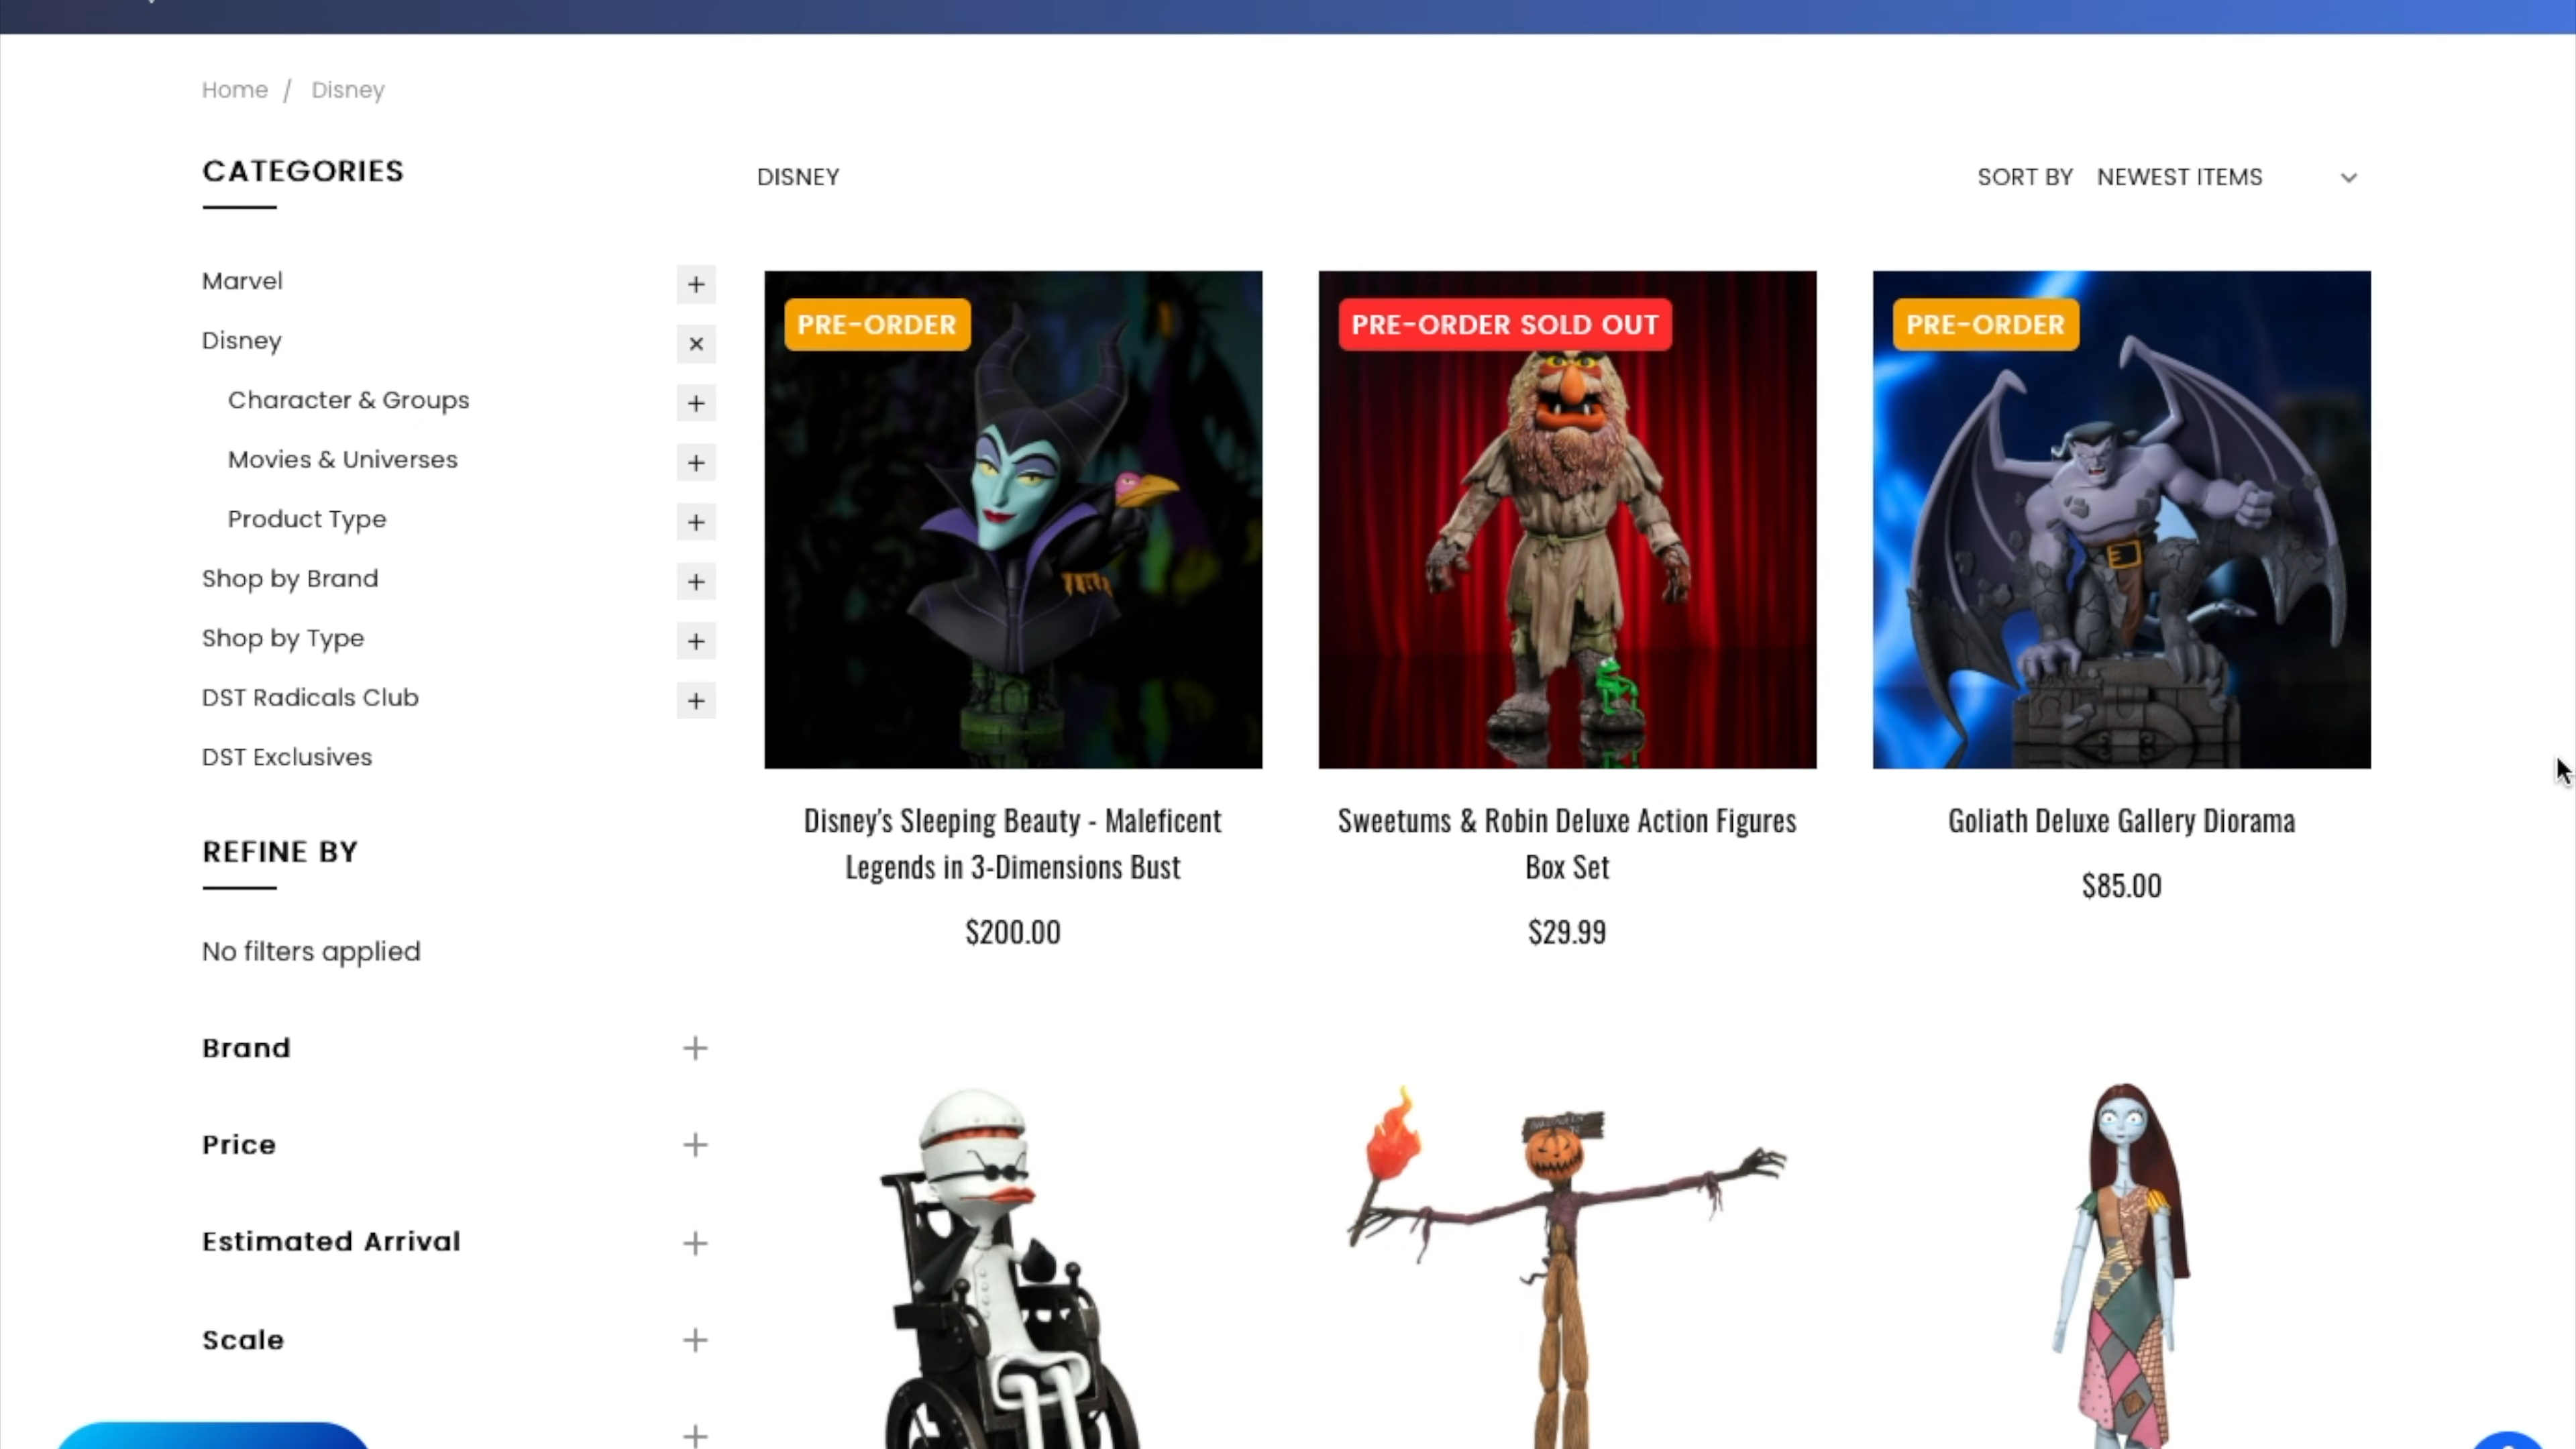 Home / Disney
CATEGORIES
Marvel
Disney
Character & Groups
Movies & Universes
Product Type
Shop by Brand
Shop by Type
DST Radicals Club
DST Exclusives
REFINE BY
No filters applied
Brand
Price
Estimated Arrival
Scale
DISNEY
SORT BY NEWEST ITEMS
PRE-ORDER
Disney's Sleeping Beauty - Maleficent
Legends in 3-Dimensions Bust
$200.00
PRE-ORDER SOLD OUT
Sweetums & Robin Deluxe Action Figures
Box Set
$29.99
PRE-ORDER
Goliath Deluxe Gallery Diorama
$85.00